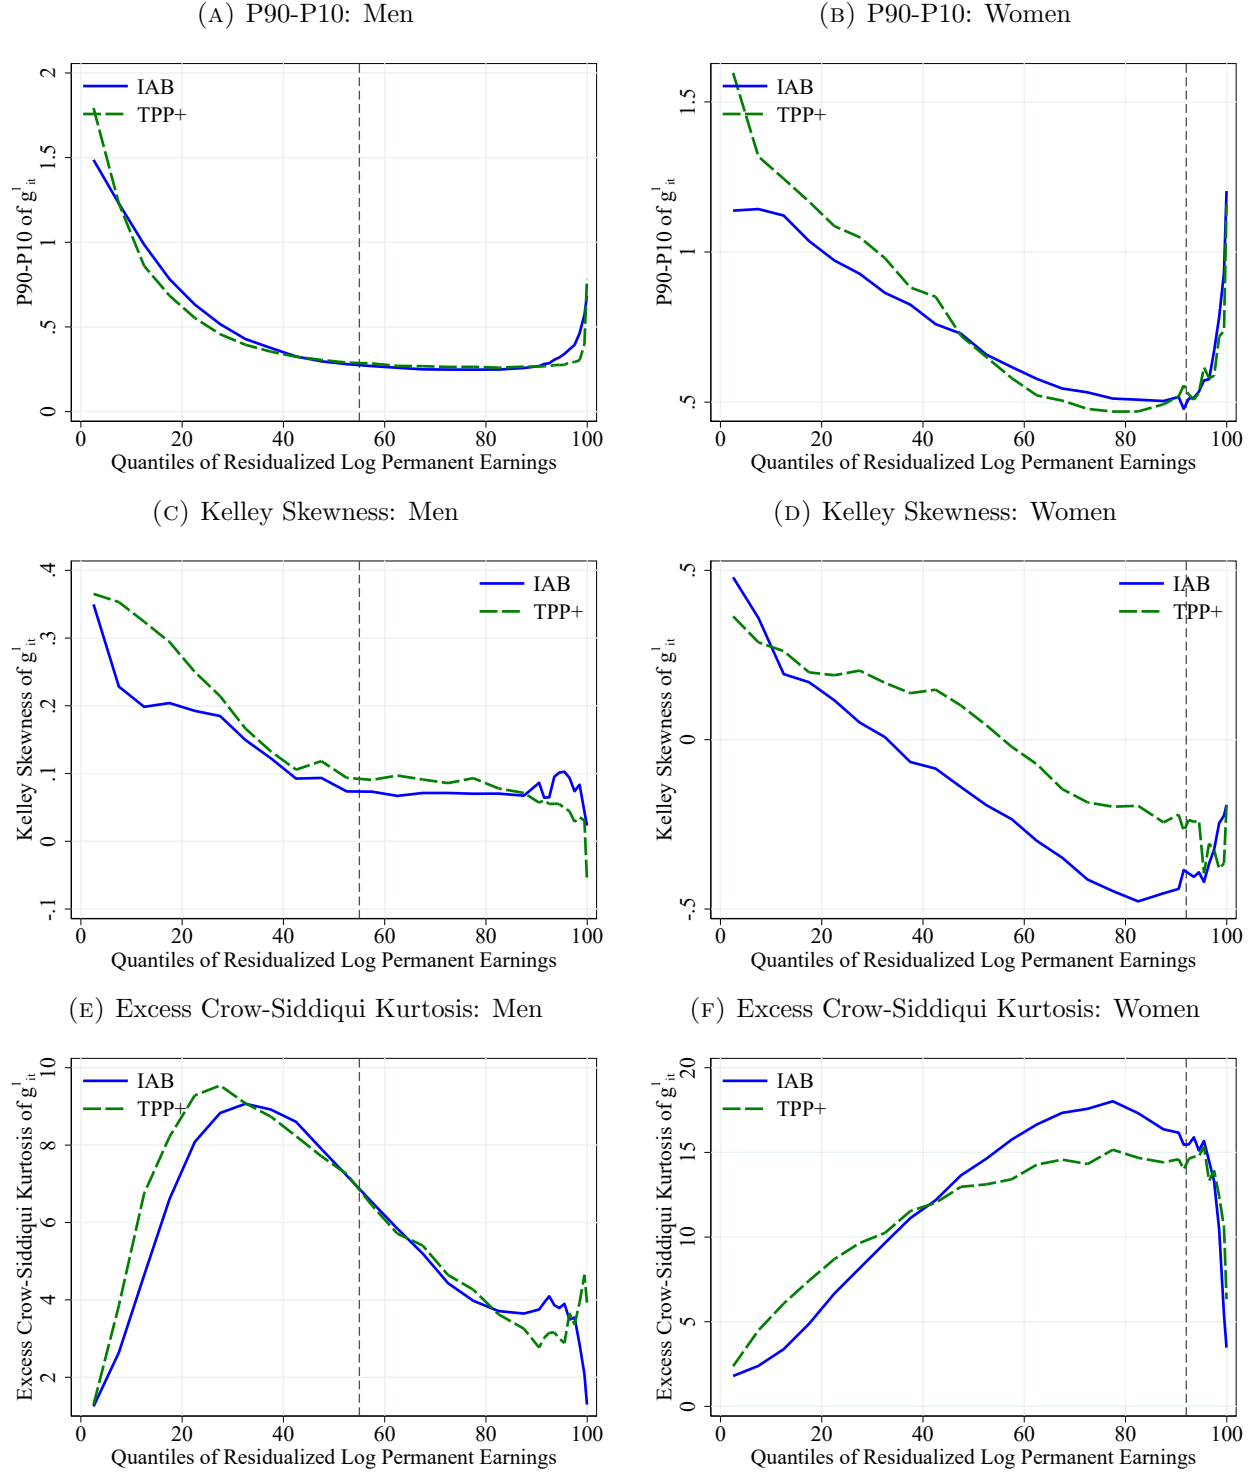 (A) P90-P10: Men
P90-P10 of g¹ᵢₜ
2
1.5
1
.5
0
IAB
TPP+
0 20 40 60 80 100
Quantiles of Residualized Log Permanent Earnings
(B) P90-P10: Women
P90-P10 of g¹ᵢₜ
1.5
1
.5
IAB
TPP+
0 20 40 60 80 100
Quantiles of Residualized Log Permanent Earnings
(C) Kelley Skewness: Men
Kelley Skewness of g¹ᵢₜ
.4
.3
.2
.1
0
-.1
IAB
TPP+
0 20 40 60 80 100
Quantiles of Residualized Log Permanent Earnings
(D) Kelley Skewness: Women
Kelley Skewness of g¹ᵢₜ
.5
0
-.5
IAB
TPP+
0 20 40 60 80 100
Quantiles of Residualized Log Permanent Earnings
(E) Excess Crow-Siddiqui Kurtosis: Men
Excess Crow-Siddiqui Kurtosis of g¹ᵢₜ
10
8
6
4
2
IAB
TPP+
0 20 40 60 80 100
Quantiles of Residualized Log Permanent Earnings
(F) Excess Crow-Siddiqui Kurtosis: Women
Excess Crow-Siddiqui Kurtosis of g¹ᵢₜ
20
15
10
5
0
IAB
TPP+
0 20 40 60 80 100
Quantiles of Residualized Log Permanent Earnings